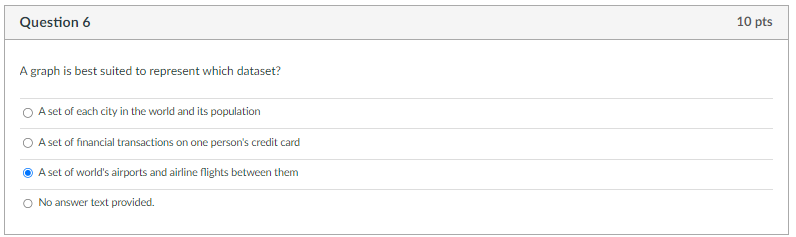 Question 6
10 pts
A graph is best suited to represent which dataset?
A set of each city in the world and its population
A set of financial transactions on one person's credit card
A set of world's airports and airline flights between them
No answer text provided.